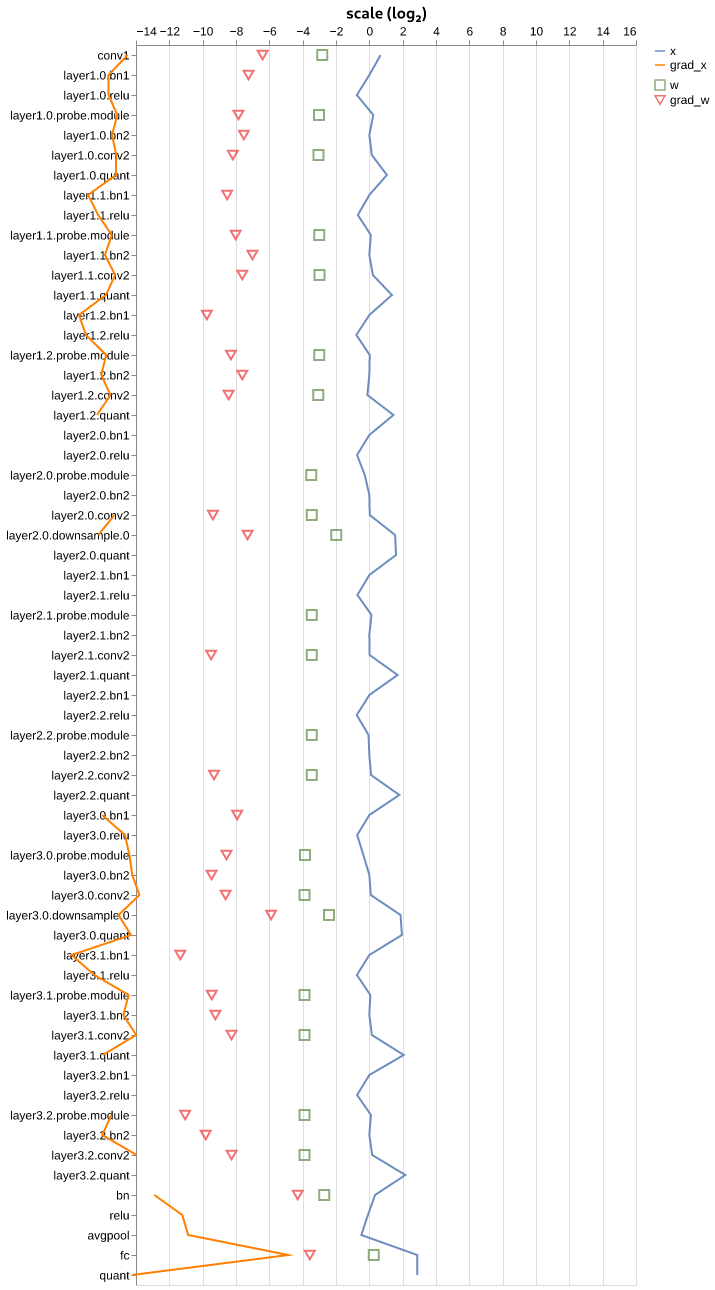 scale (log₂)
−14 −12 −10 −8 −6 −4 −2 0 2 4 6 8 10 12 14 16
x
grad_x
w
grad_w
conv1
layer1.0.bn1
layer1.0.relu
layer1.0.probe.module
layer1.0.bn2
layer1.0.conv2
layer1.0.quant
layer1.1.bn1
layer1.1.relu
layer1.1.probe.module
layer1.1.bn2
layer1.1.conv2
layer1.1.quant
layer1.2.bn1
layer1.2.relu
layer1.2.probe.module
layer1.2.bn2
layer1.2.conv2
layer1.2.quant
layer2.0.bn1
layer2.0.relu
layer2.0.probe.module
layer2.0.bn2
layer2.0.conv2
layer2.0.downsample.0
layer2.0.quant
layer2.1.bn1
layer2.1.relu
layer2.1.probe.module
layer2.1.bn2
layer2.1.conv2
layer2.1.quant
layer2.2.bn1
layer2.2.relu
layer2.2.probe.module
layer2.2.bn2
layer2.2.conv2
layer2.2.quant
layer3.0.bn1
layer3.0.relu
layer3.0.probe.module
layer3.0.bn2
layer3.0.conv2
layer3.0.downsample.0
layer3.0.quant
layer3.1.bn1
layer3.1.relu
layer3.1.probe.module
layer3.1.bn2
layer3.1.conv2
layer3.1.quant
layer3.2.bn1
layer3.2.relu
layer3.2.probe.module
layer3.2.bn2
layer3.2.conv2
layer3.2.quant
bn
relu
avgpool
fc
quant